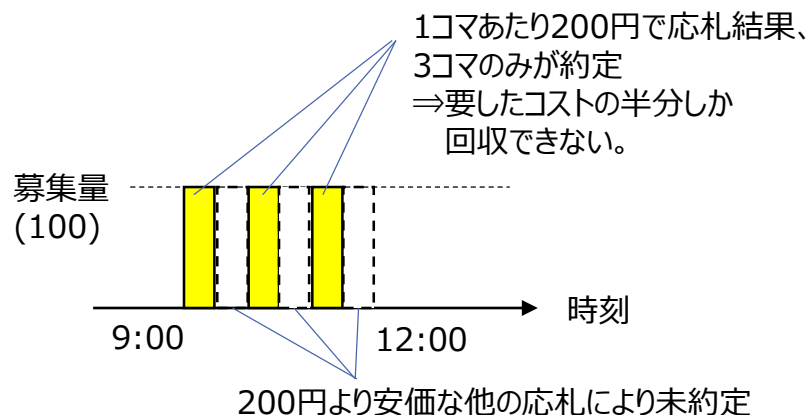 1コマあたり200円で応札結果、
3コマのみが約定
⇒要したコストの半分しか
回収できない。
募集量
(100)
時刻
9:00
12:00
200円より安価な他の応札により未約定